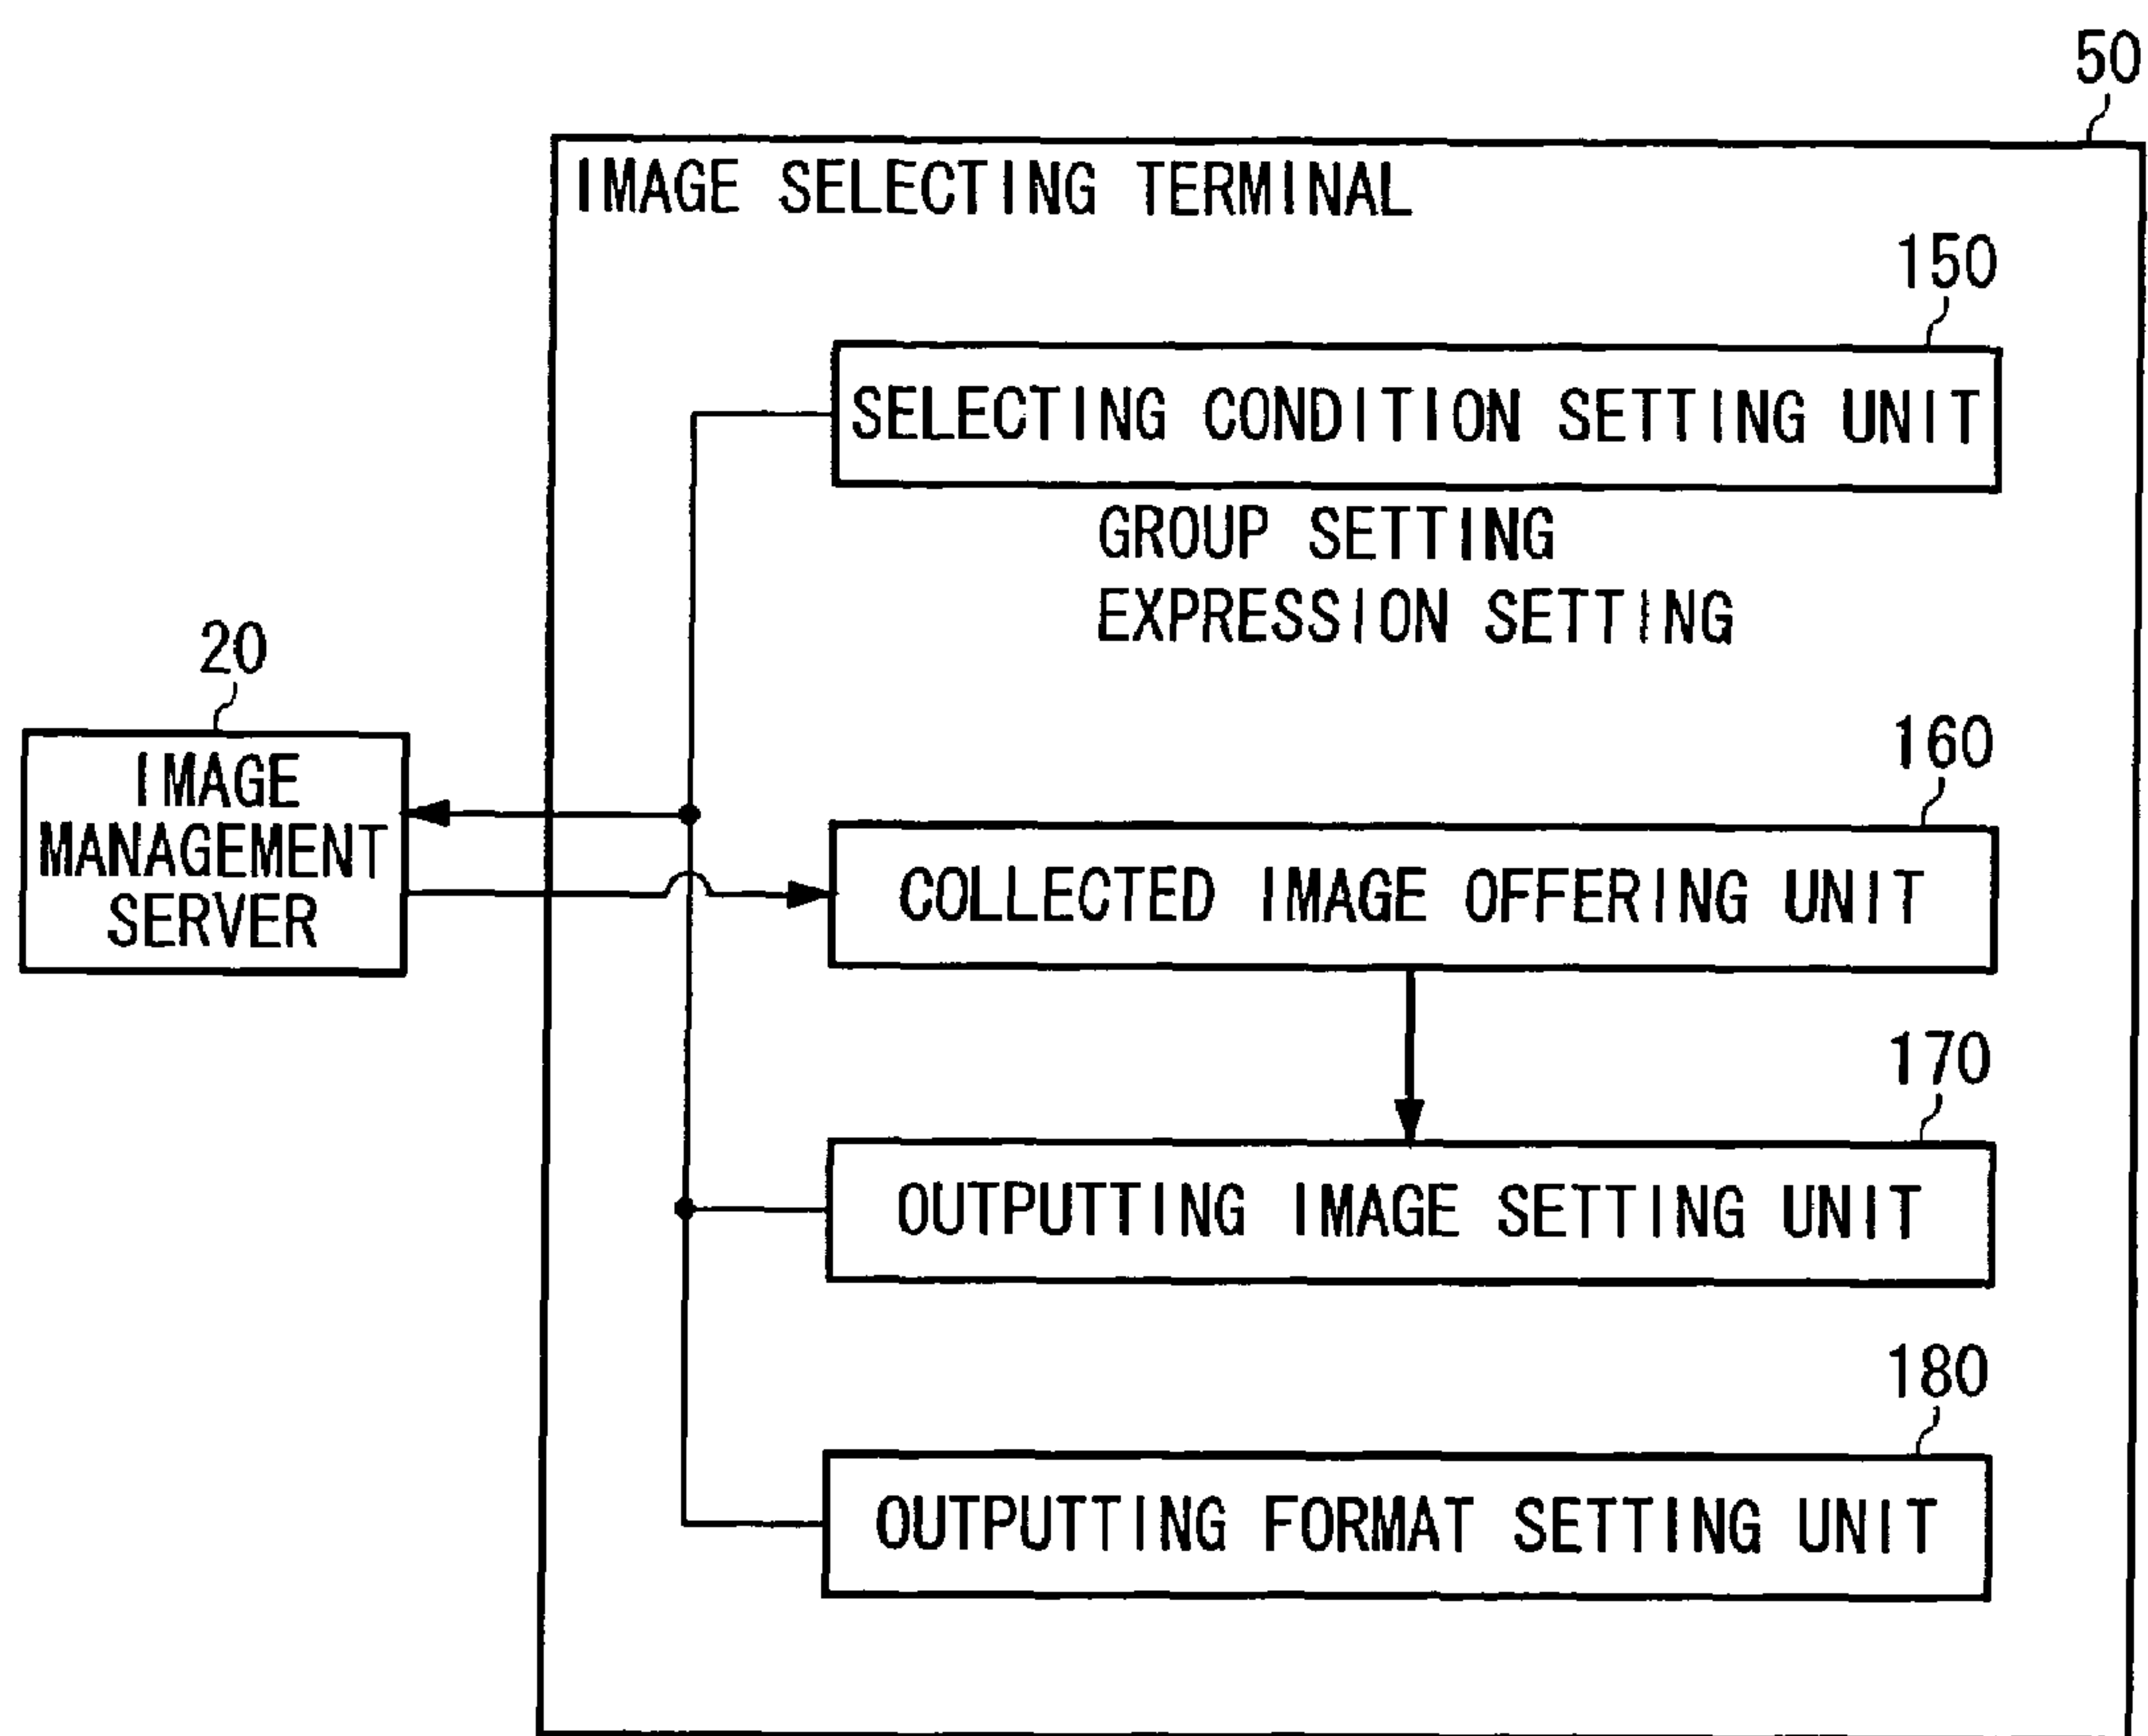 50
IMAGE SELECTING TERMINAL
150
SELECTING CONDITION SETTING UNIT
GROUP SETTING
EXPRESSION SETTING
20
IMAGE
MANAGEMENT
SERVER
160
COLLECTED IMAGE OFFERING UNIT
170
OUTPUTTING IMAGE SETTING UNIT
180
OUTPUTTING FORMAT SETTING UNIT